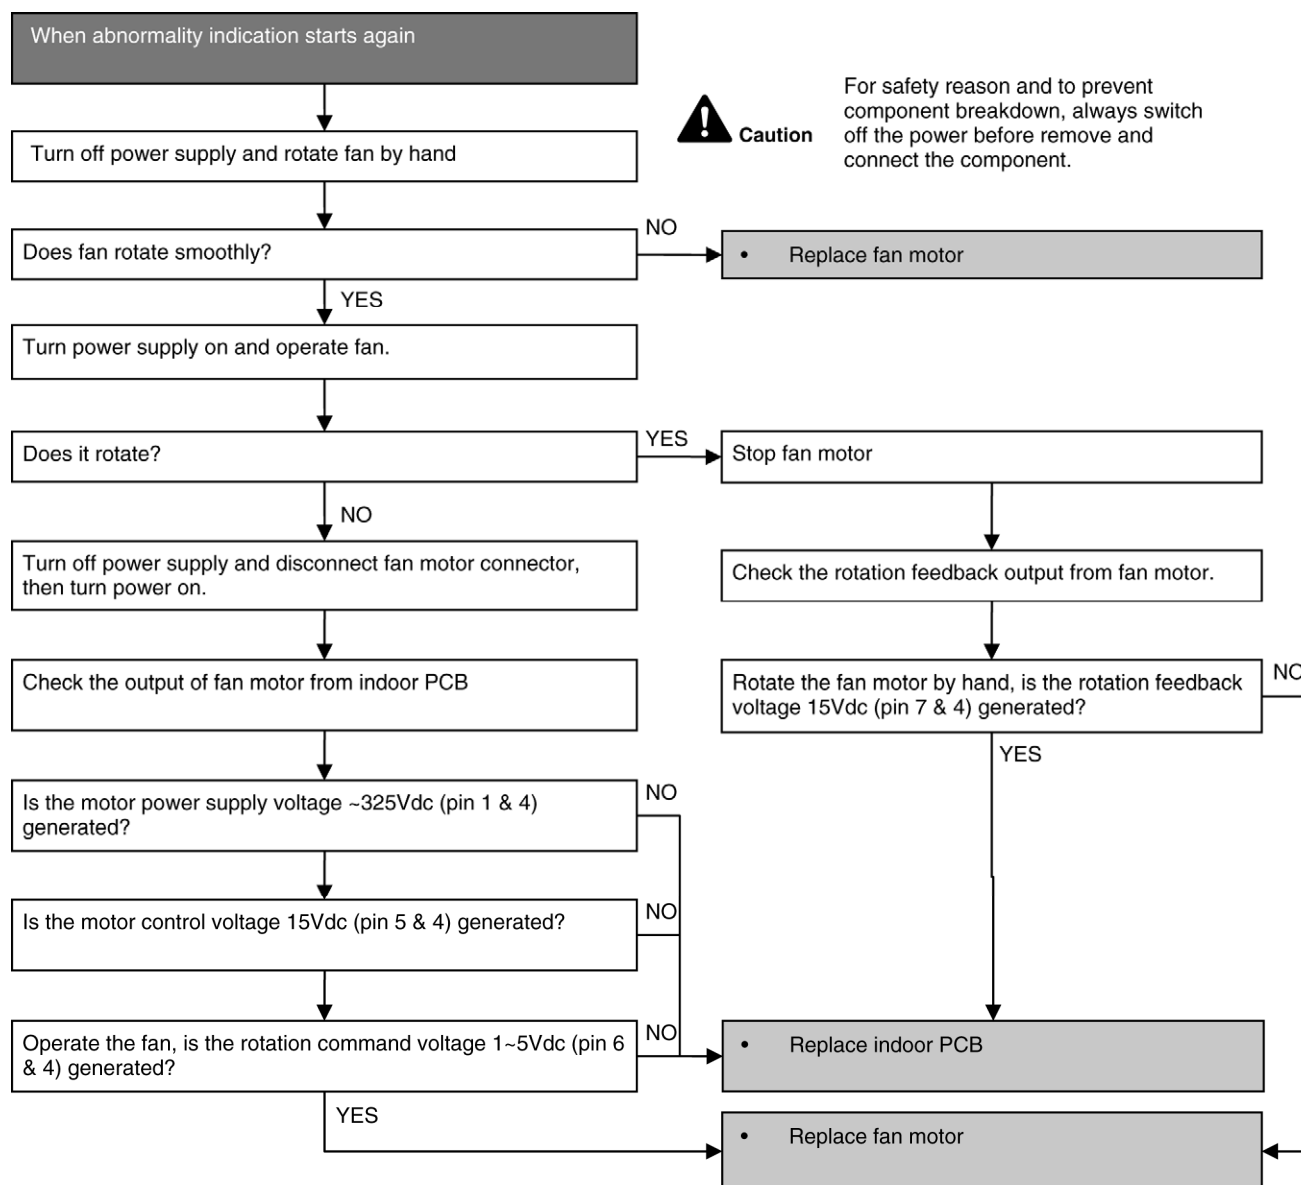 When abnormality indication starts again
For safety reason and to prevent
component breakdown, always switch
off the power before remove and
connect the component.
Caution
Turn off power supply and rotate fan by hand
Does fan rotate smoothly?
NO
• Replace fan motor
YES
Turn power supply on and operate fan.
Does it rotate?
YES
Stop fan motor
NO
Turn off power supply and disconnect fan motor connector,
then turn power on.
Check the rotation feedback output from fan motor.
Check the output of fan motor from indoor PCB
Rotate the fan motor by hand, is the rotation feedback
voltage 15Vdc (pin 7 & 4) generated?
NO
YES
Is the motor power supply voltage ~325Vdc (pin 1 & 4)
generated?
NO
Is the motor control voltage 15Vdc (pin 5 & 4) generated?
NO
Operate the fan, is the rotation command voltage 1~5Vdc (pin 6
& 4) generated?
NO
• Replace indoor PCB
YES
• Replace fan motor